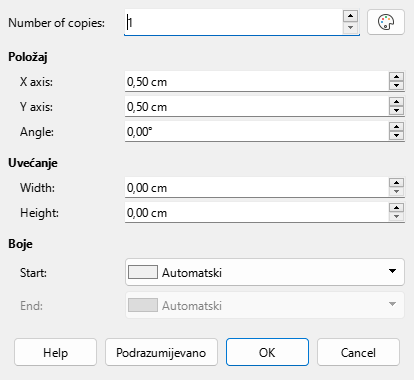 Number of copies: 1
Položaj
X axis: 0,50 cm
Y axis: 0,50 cm
Angle: 0,00°
Uvećanje
Width: 0,00 cm
Height: 0,00 cm
Boje
Start: Automatski
End: Automatski
Help Podrazumijevano OK Cancel